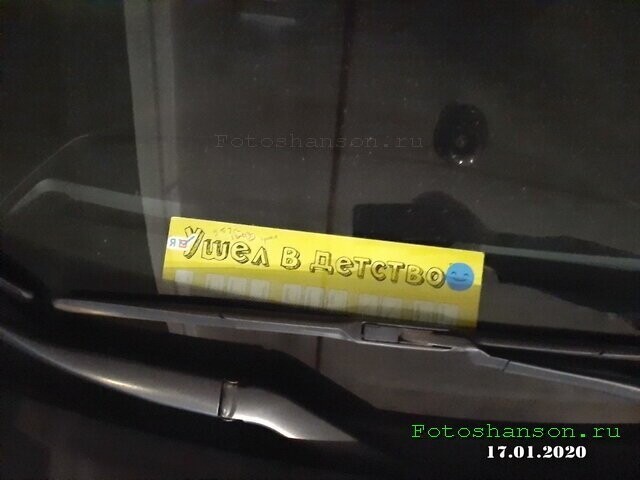 Fotoshanson.ru
Ушел в детство
Я
Fotoshanson.ru
17.01.2020